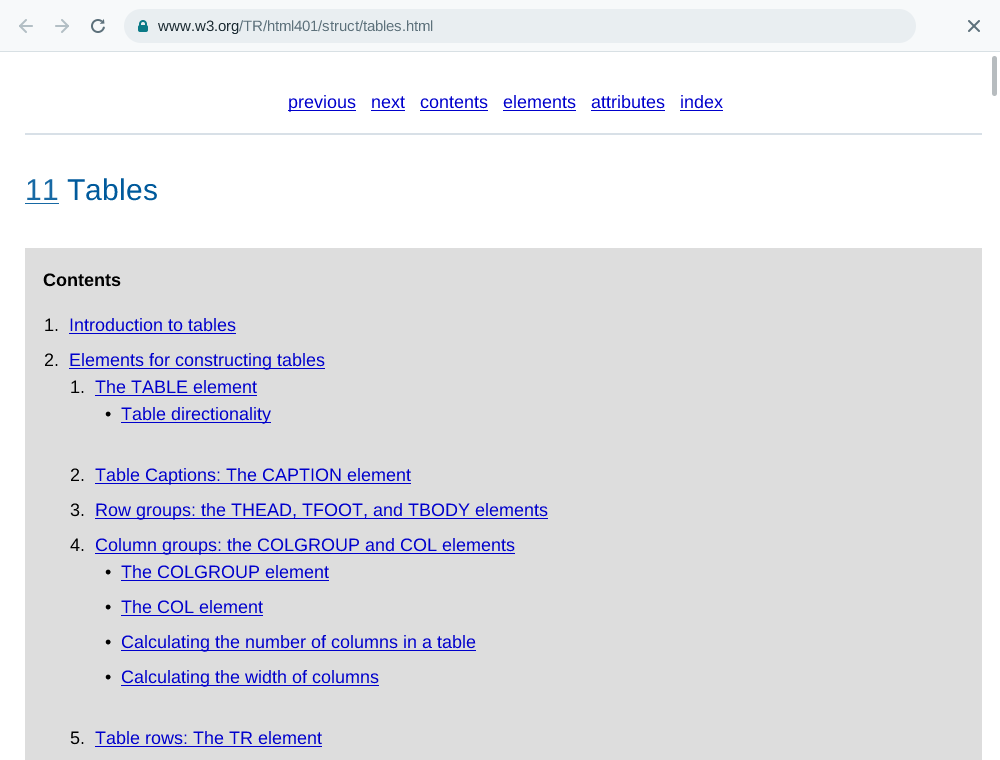 www.w3.org/TR/html401/struct/tables.html
previous next contents elements attributes index
11 Tables
Contents
1. Introduction to tables
2. Elements for constructing tables
1. The TABLE element
• Table directionality
2. Table Captions: The CAPTION element
3. Row groups: the THEAD, TFOOT, and TBODY elements
4. Column groups: the COLGROUP and COL elements
• The COLGROUP element
• The COL element
• Calculating the number of columns in a table
• Calculating the width of columns
5. Table rows: The TR element